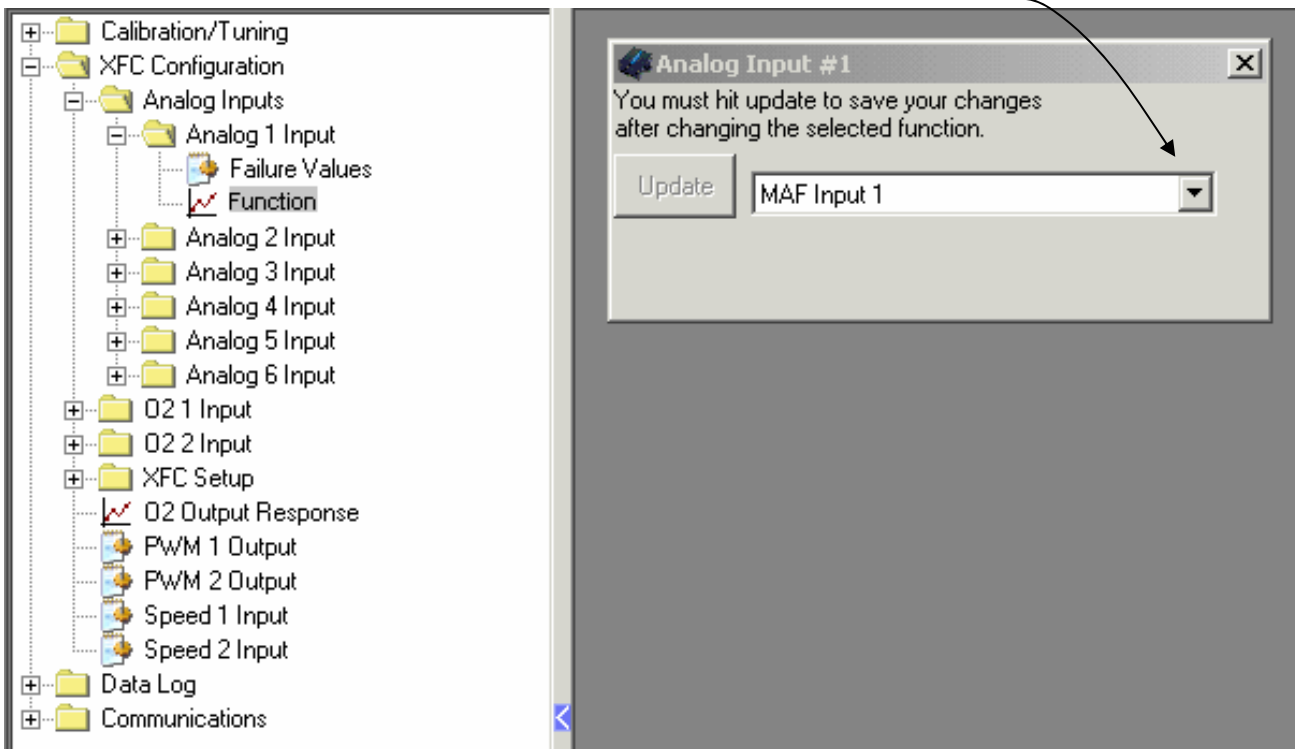 Calibration/Tuning
XFC Configuration
Analog Inputs
Analog 1 Input
Failure Values
Function
Analog 2 Input
Analog 3 Input
Analog 4 Input
Analog 5 Input
Analog 6 Input
O2 1 Input
O2 2 Input
XFC Setup
O2 Output Response
PWM 1 Output
PWM 2 Output
Speed 1 Input
Speed 2 Input
Data Log
Communications
Analog Input #1
You must hit update to save your changes
after changing the selected function.
Update
MAF Input 1